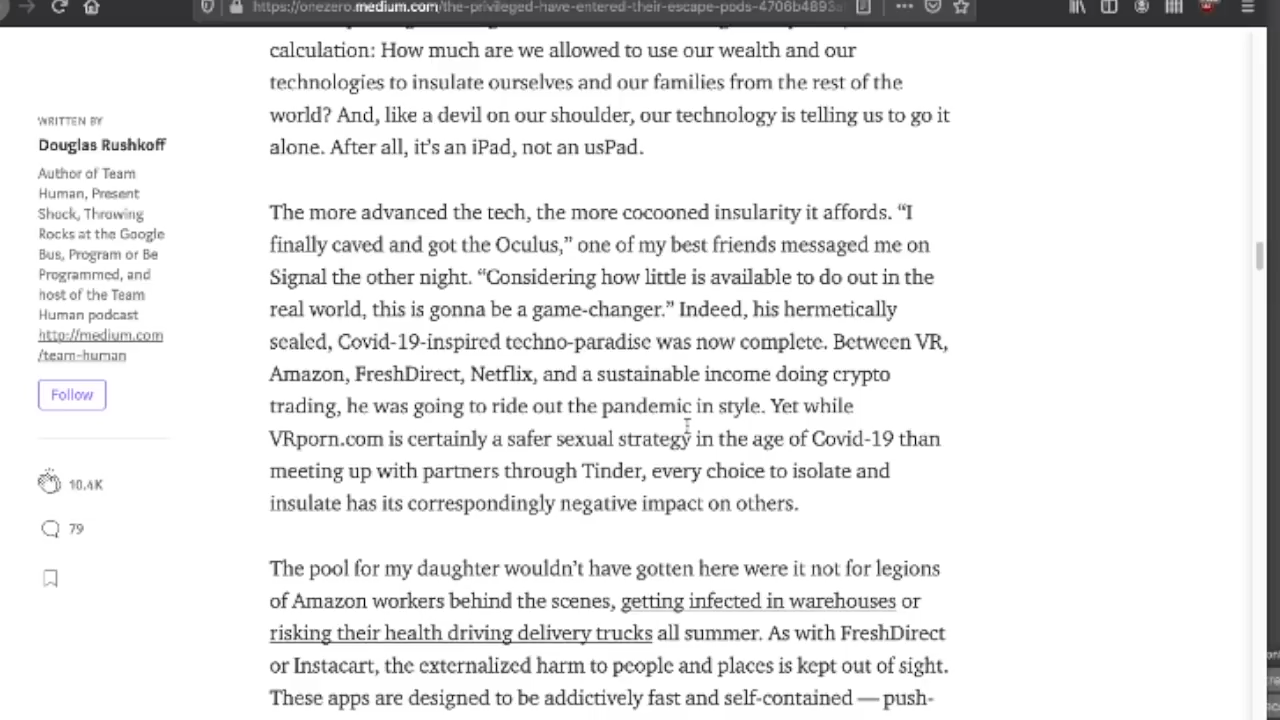 https://onezero.medium.com/the-privileged-have-entered-their-escape-pods-4706b4893
calculation: How much are we allowed to use our wealth and our
technologies to insulate ourselves and our families from the rest of the
world? And, like a devil on our shoulder, our technology is telling us to go it
alone. After all, it’s an iPad, not an usPad.
WRITTEN BY
Douglas Rushkoff
Author of Team
Human, Present
Shock, Throwing
Rocks at the Google
Bus, Program or Be
Programmed, and
host of the Team
Human podcast
http://medium.com
/team-human
Follow
10.4K
79
The more advanced the tech, the more cocooned insularity it affords. “I
finally caved and got the Oculus,” one of my best friends messaged me on
Signal the other night. “Considering how little is available to do out in the
real world, this is gonna be a game-changer.” Indeed, his hermetically
sealed, Covid-19-inspired techno-paradise was now complete. Between VR,
Amazon, FreshDirect, Netflix, and a sustainable income doing crypto
trading, he was going to ride out the pandemic in style. Yet while
VRporn.com is certainly a safer sexual strategy in the age of Covid-19 than
meeting up with partners through Tinder, every choice to isolate and
insulate has its correspondingly negative impact on others.
The pool for my daughter wouldn’t have gotten here were it not for legions
of Amazon workers behind the scenes, getting infected in warehouses or
risking their health driving delivery trucks all summer. As with FreshDirect
or Instacart, the externalized harm to people and places is kept out of sight.
These apps are designed to be addictively fast and self-contained — push-